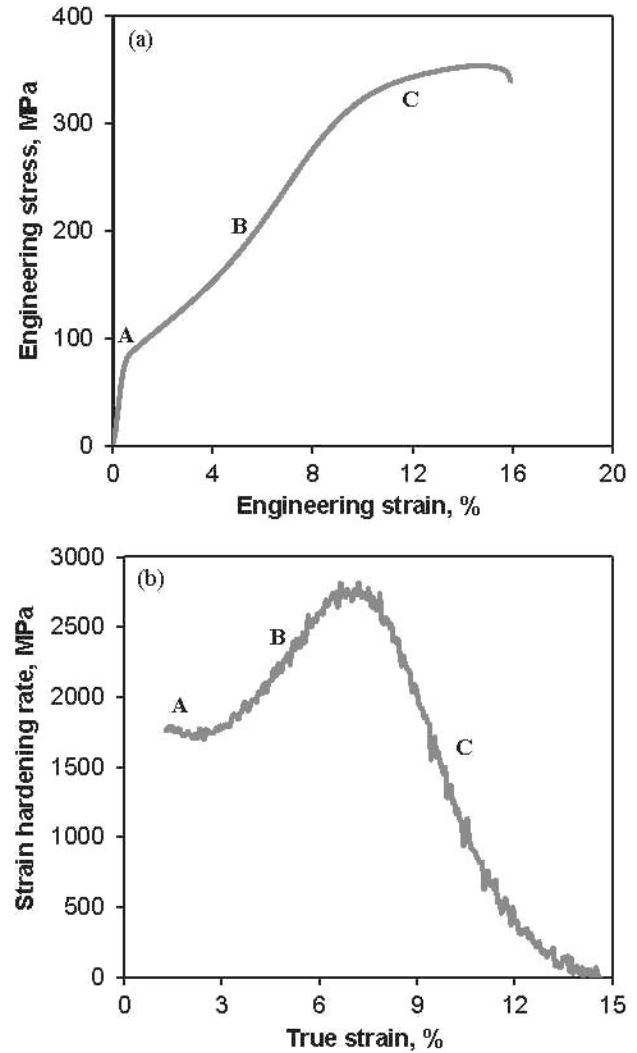 (a)
Engineering stress, MPa
400
300
200
100
0
A
B
C
0 4 8 12 16 20
Engineering strain, %
(b)
Strain hardening rate, MPa
3000
2500
2000
1500
1000
500
0
A
B
C
0 3 6 9 12 15
True strain, %